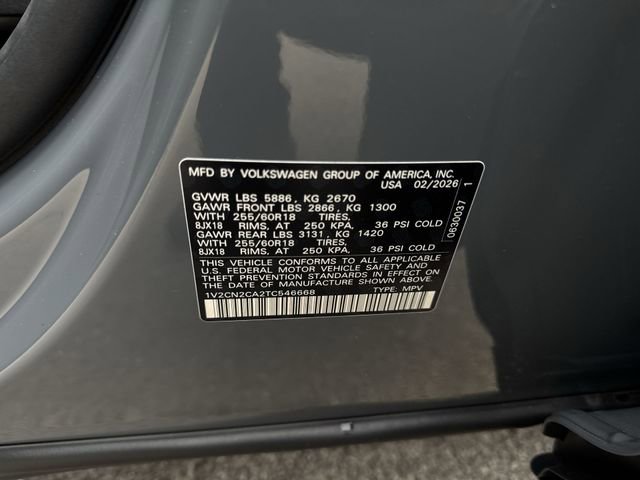 MFD BY VOLKSWAGEN GROUP OF AMERICA, INC.
USA 02/2026
GVWR LBS 5886, KG 2670
GAWR FRONT LBS 2866, KG 1300
WITH 255/60R18 TIRES,
8JX18 RIMS, AT 250 KPA, 36 PSI COLD
GAWR REAR LBS 3131, KG 1420
WITH 255/60R18 TIRES,
8JX18 RIMS, AT 250 KPA, 36 PSI COLD
THIS VEHICLE CONFORMS TO ALL APPLICABLE
U.S. FEDERAL MOTOR VEHICLE SAFETY AND
THEFT PREVENTION STANDARDS IN EFFECT ON
THE DATE OF MANUFACTURE SHOWN ABOVE.
1V2CN2CA2TC546668 TYPE: MPV
0630037 1